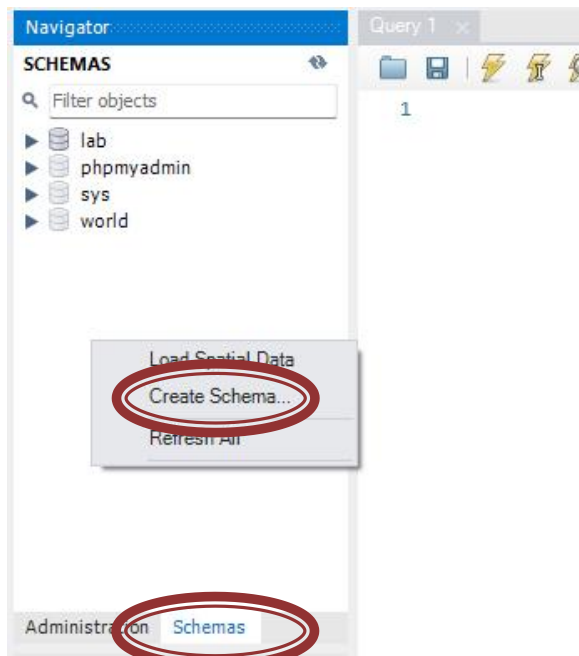 Navigator
Query 1
SCHEMAS
Filter objects
1
lab
phpmyadmin
sys
world
Load Spatial Data
Create Schema...
Refresh All
Administration Schemas